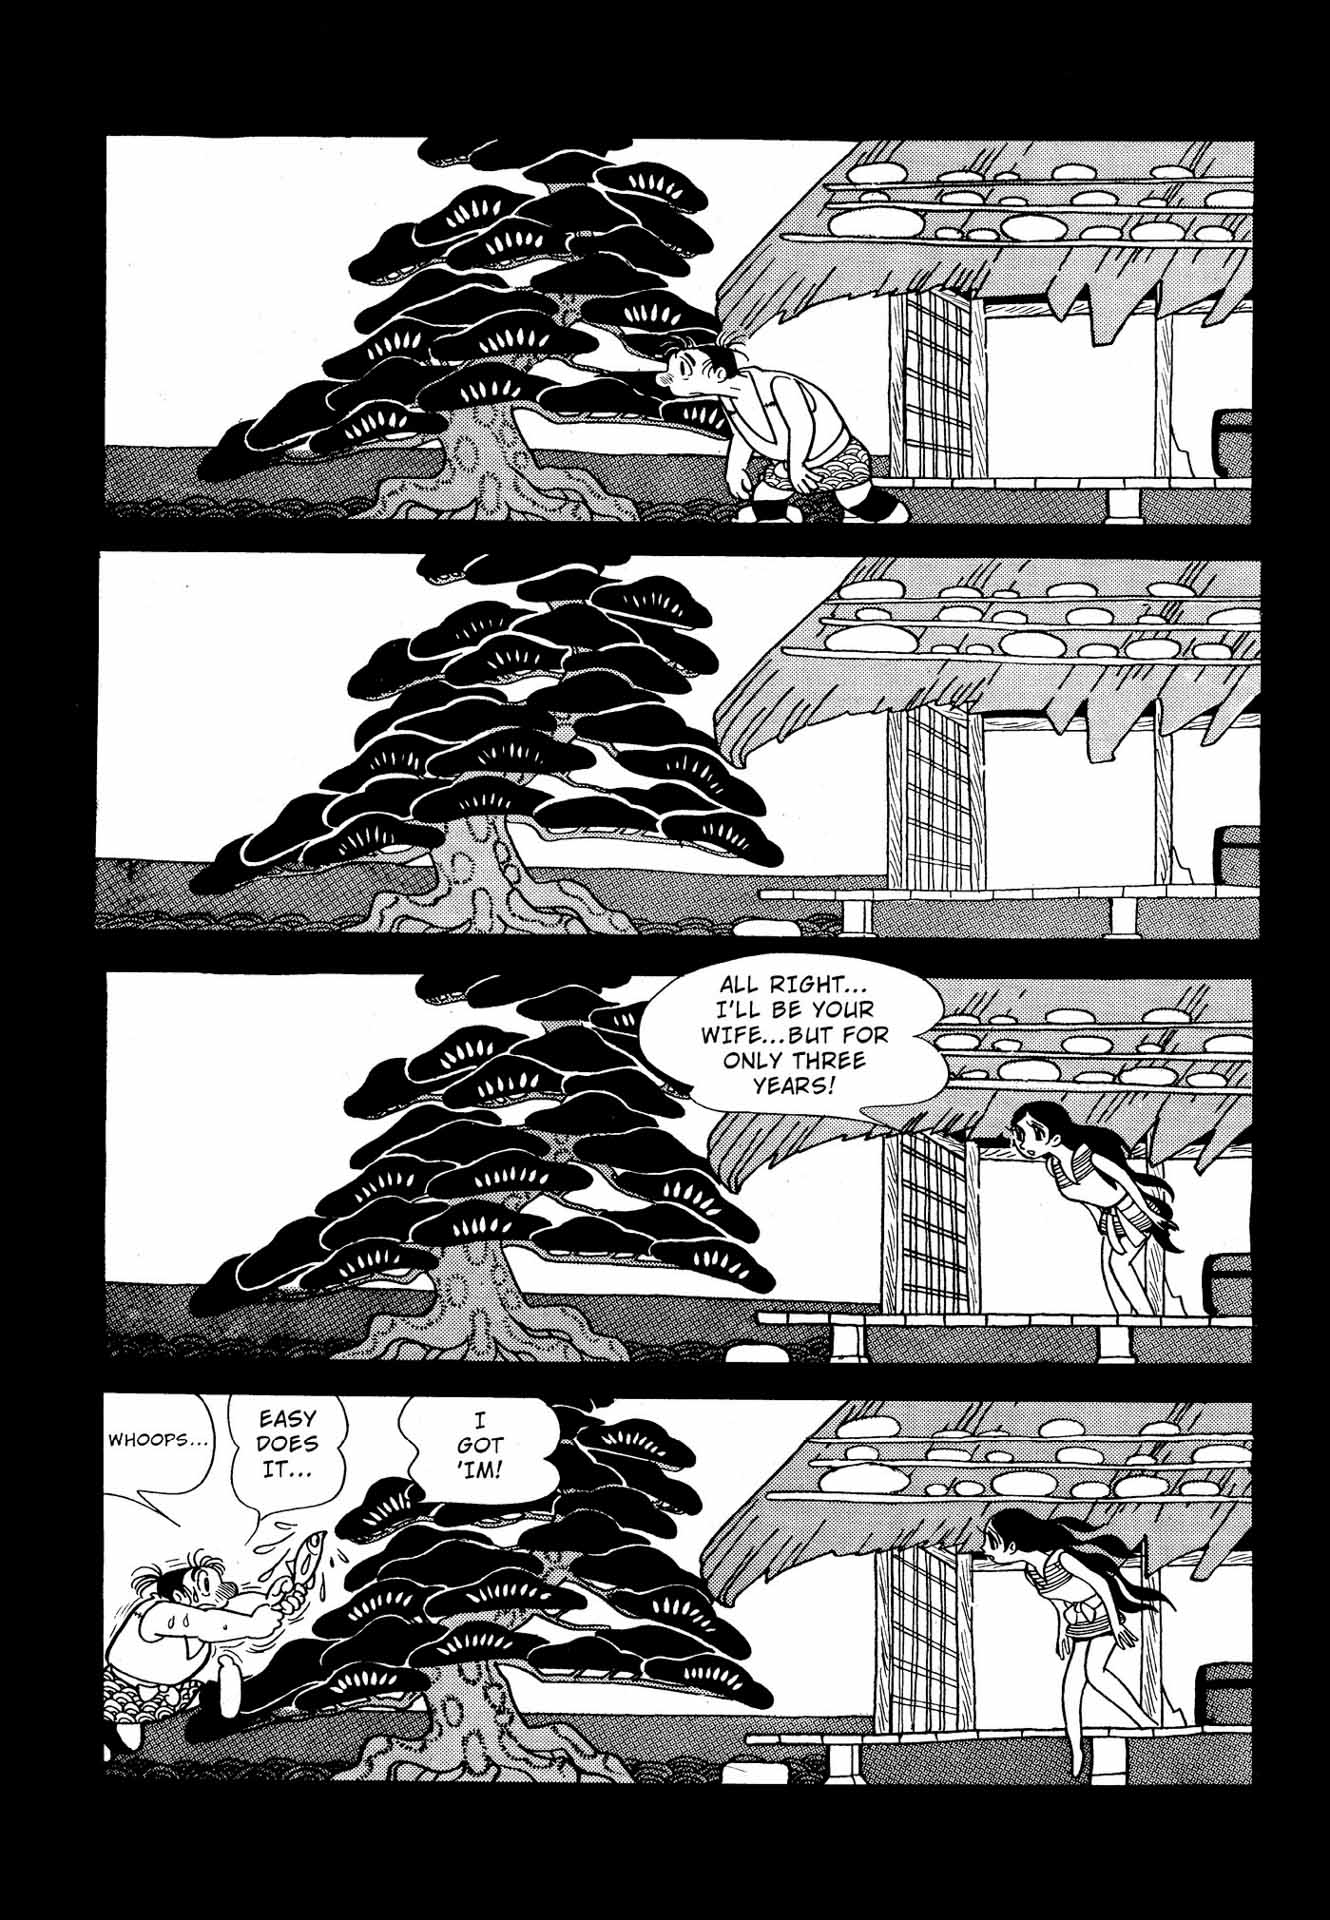 ALL RIGHT...
I'LL BE YOUR
WIFE...BUT FOR
ONLY THREE
YEARS!
I
GOT
'IM!
EASY
DOES
IT...
WHOOPS...